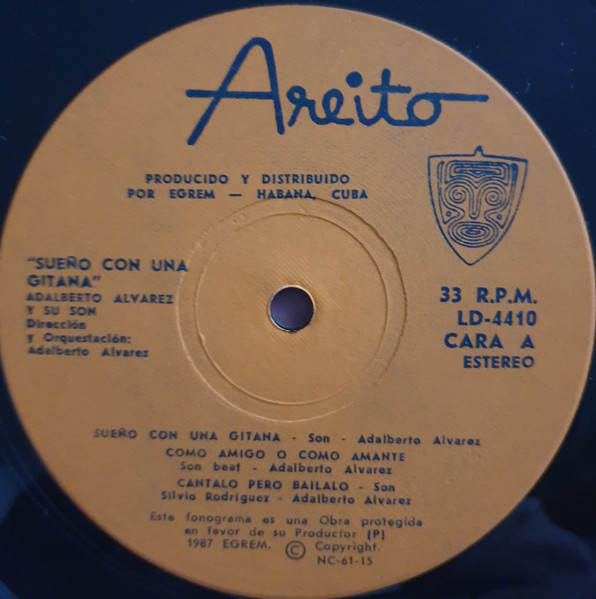 Areito
PRODUCIDO Y DISTRIBUIDO
POR EGREM — HABANA, CUBA
"SUEÑO CON UNA
GITANA"
ADALBERTO ALVAREZ
Y SU SON
Dirección
y Orquestación:
Adalberto Alvarez
33 R.P.M.
LD-4410
CARA A
ESTEREO
SUEÑO CON UNA GITANA - Son - Adalberto Alvarez
COMO AMIGO O COMO AMANTE
Son beat - Adalberto Alvarez
CANTALO PERO BAILALO - Son
Silvio Rodríguez - Adalberto Alvarez
Este fonograma es una Obra protegida
en favor de su Productor [P]
1987 EGREM. © Copyright.
NC-61-15